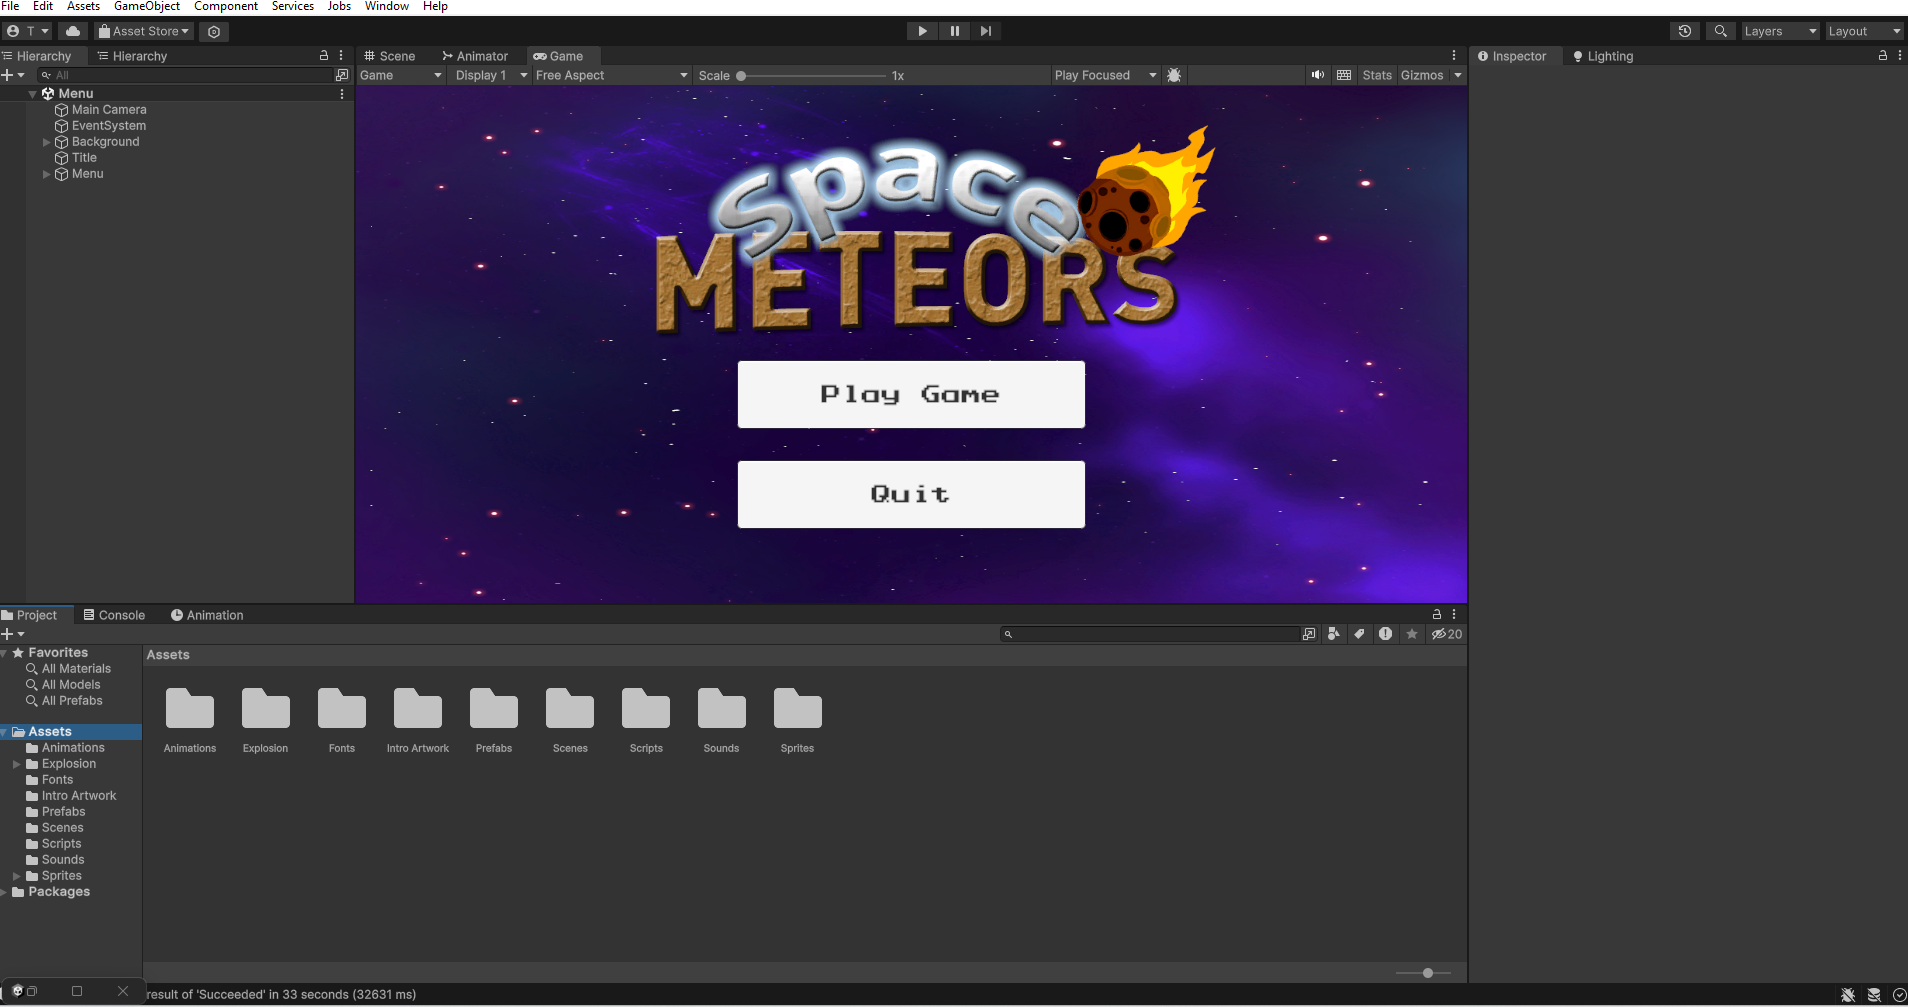 File Edit Assets GameObject Component Services Jobs Window Help
T Asset Store Layers Layout
Hierarchy Hierarchy Scene Animator Game Inspector Lighting
All Game Display 1 Free Aspect Scale 1x Play Focused Stats Gizmos
Menu
Main Camera
EventSystem
Background
Title
Menu
Space
METEORS
Play Game
Quit
Project Console Animation
20
Favorites
All Materials
All Models
All Prefabs
Assets
Animations
Explosion
Fonts
Intro Artwork
Prefabs
Scenes
Scripts
Sounds
Sprites
Packages
Assets
Animations Explosion Fonts Intro Artwork Prefabs Scenes Scripts Sounds Sprites
result of 'Succeeded' in 33 seconds (32631 ms)